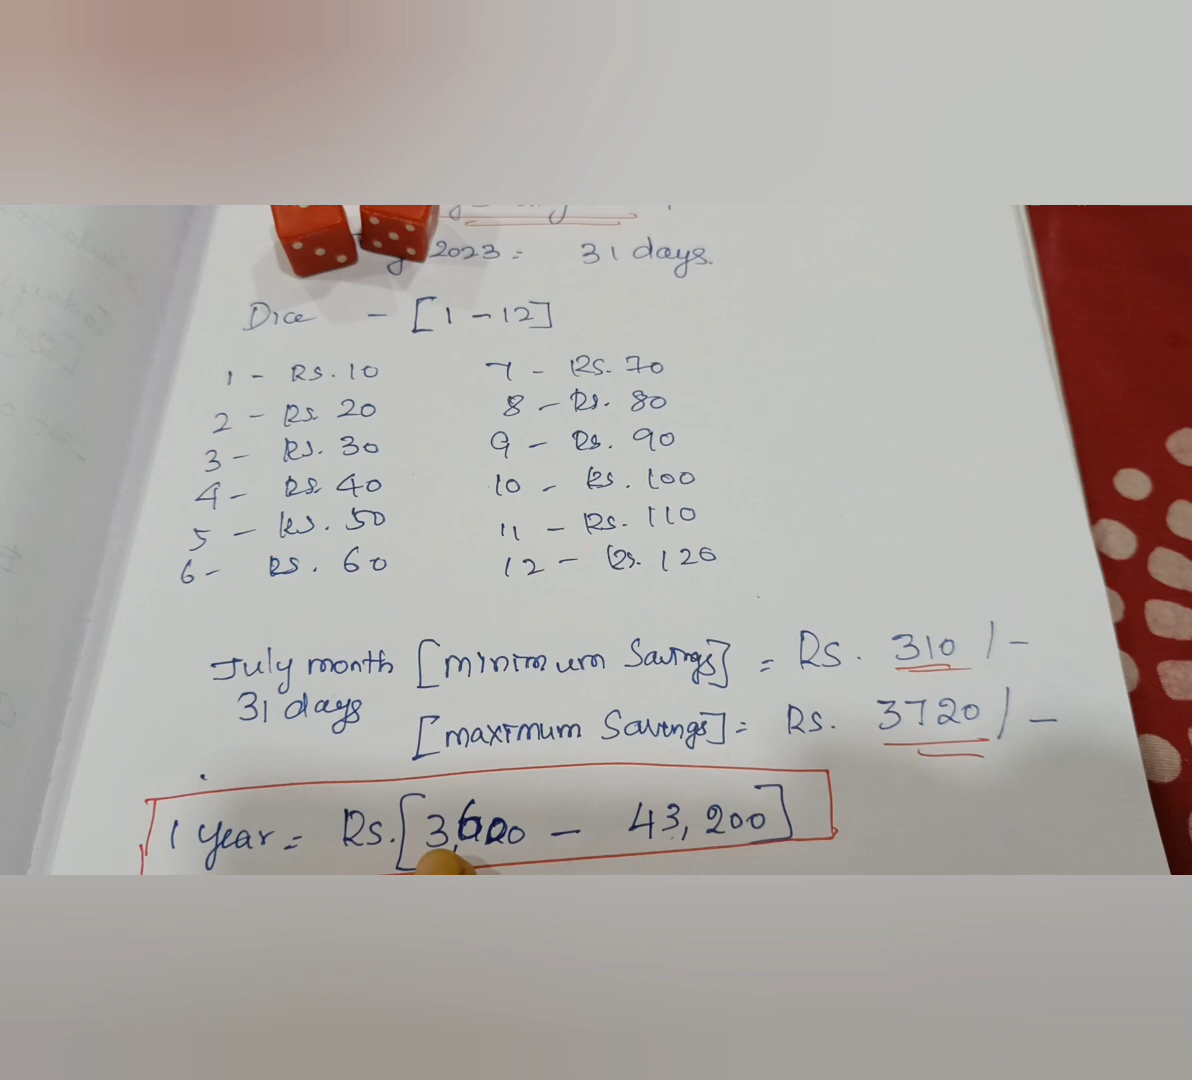 2023 = 31 days.
Dice - [1 - 12]
1 - Rs. 10
2 - Rs. 20
3 - Rs. 30
4 - Rs. 40
5 - Rs. 50
6 - Rs. 60
7 - Rs. 70
8 - Rs. 80
9 - Rs. 90
10 - Rs. 100
11 - Rs. 110
12 - Rs. 120
July month [minimum Savings] = Rs. 310/-
31 days
[maximum Savings] = Rs. 3720/-
1 Year = Rs. [3,600 - 43,200]